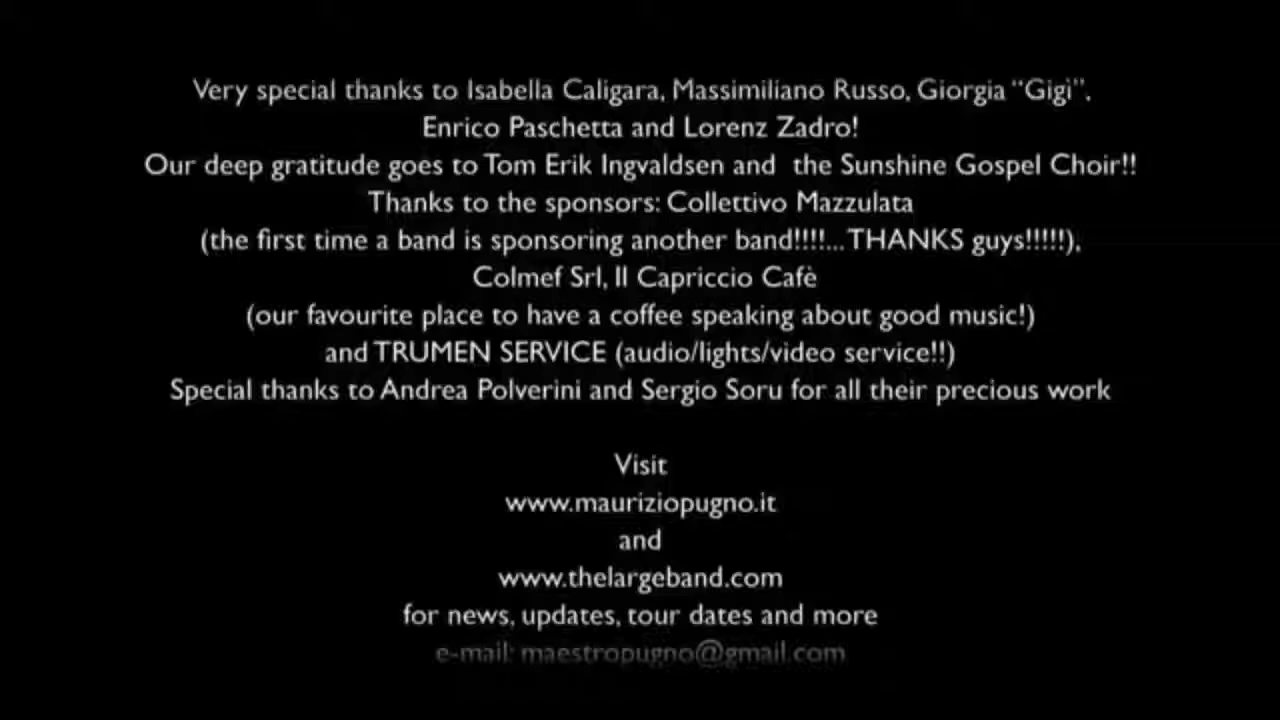 Very special thanks to Isabella Caligara, Massimiliano Russo, Giorgia “Gigì”,
Enrico Paschetta and Lorenz Zadro!
Our deep gratitude goes to Tom Erik Ingvaldsen and the Sunshine Gospel Choir!!
Thanks to the sponsors: Collettivo Mazzulata
(the first time a band is sponsoring another band!!!!...THANKS guys!!!!!),
Colmef Srl, Il Capriccio Cafè
(our favourite place to have a coffee speaking about good music!)
and TRUMEN SERVICE (audio/lights/video service!!)
Special thanks to Andrea Polverini and Sergio Soru for all their precious work
Visit
www.mauriziopugno.it
and
www.thelargeband.com
for news, updates, tour dates and more
e-mail: maestropugno@gmail.com